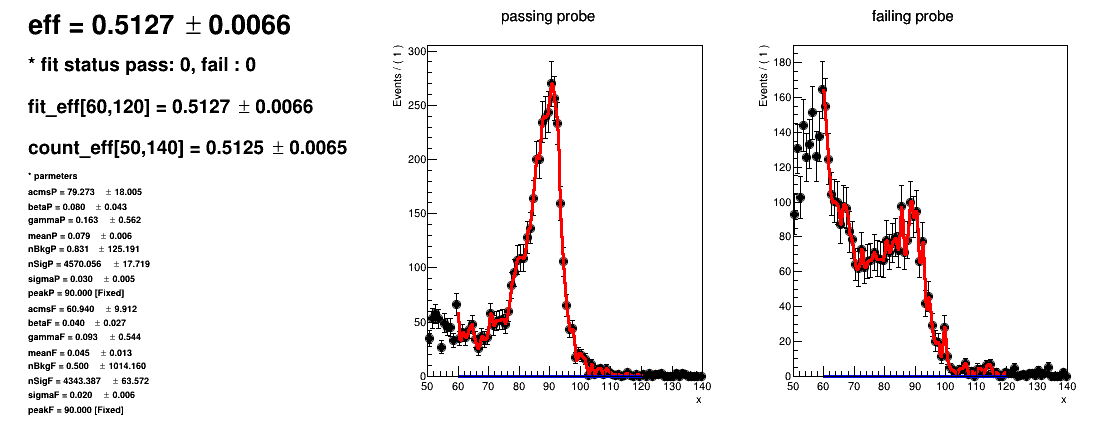 eff = 0.5127 ± 0.0066
* fit status pass: 0, fail : 0
fit_eff[60,120] = 0.5127 ± 0.0066
count_eff[50,140] = 0.5125 ± 0.0065
* parmeters
acmsP = 79.273 ± 18.005
betaP = 0.080 ± 0.043
gammaP = 0.163 ± 0.562
meanP = 0.079 ± 0.006
nBkgP = 0.831 ± 125.191
nSigP = 4570.056 ± 17.719
sigmaP = 0.030 ± 0.005
peakP = 90.000 [Fixed]
acmsF = 60.940 ± 9.912
betaF = 0.040 ± 0.027
gammaF = 0.093 ± 0.544
meanF = 0.045 ± 0.013
nBkgF = 0.500 ± 1014.160
nSigF = 4343.387 ± 63.572
sigmaF = 0.020 ± 0.006
peakF = 90.000 [Fixed]
passing probe
Events / ( 1 )
300
250
200
150
100
50
0
50 60 70 80 90 100 110 120 130 140
x
failing probe
Events / ( 1 )
180
160
140
120
100
80
60
40
20
0
50 60 70 80 90 100 110 120 130 140
x